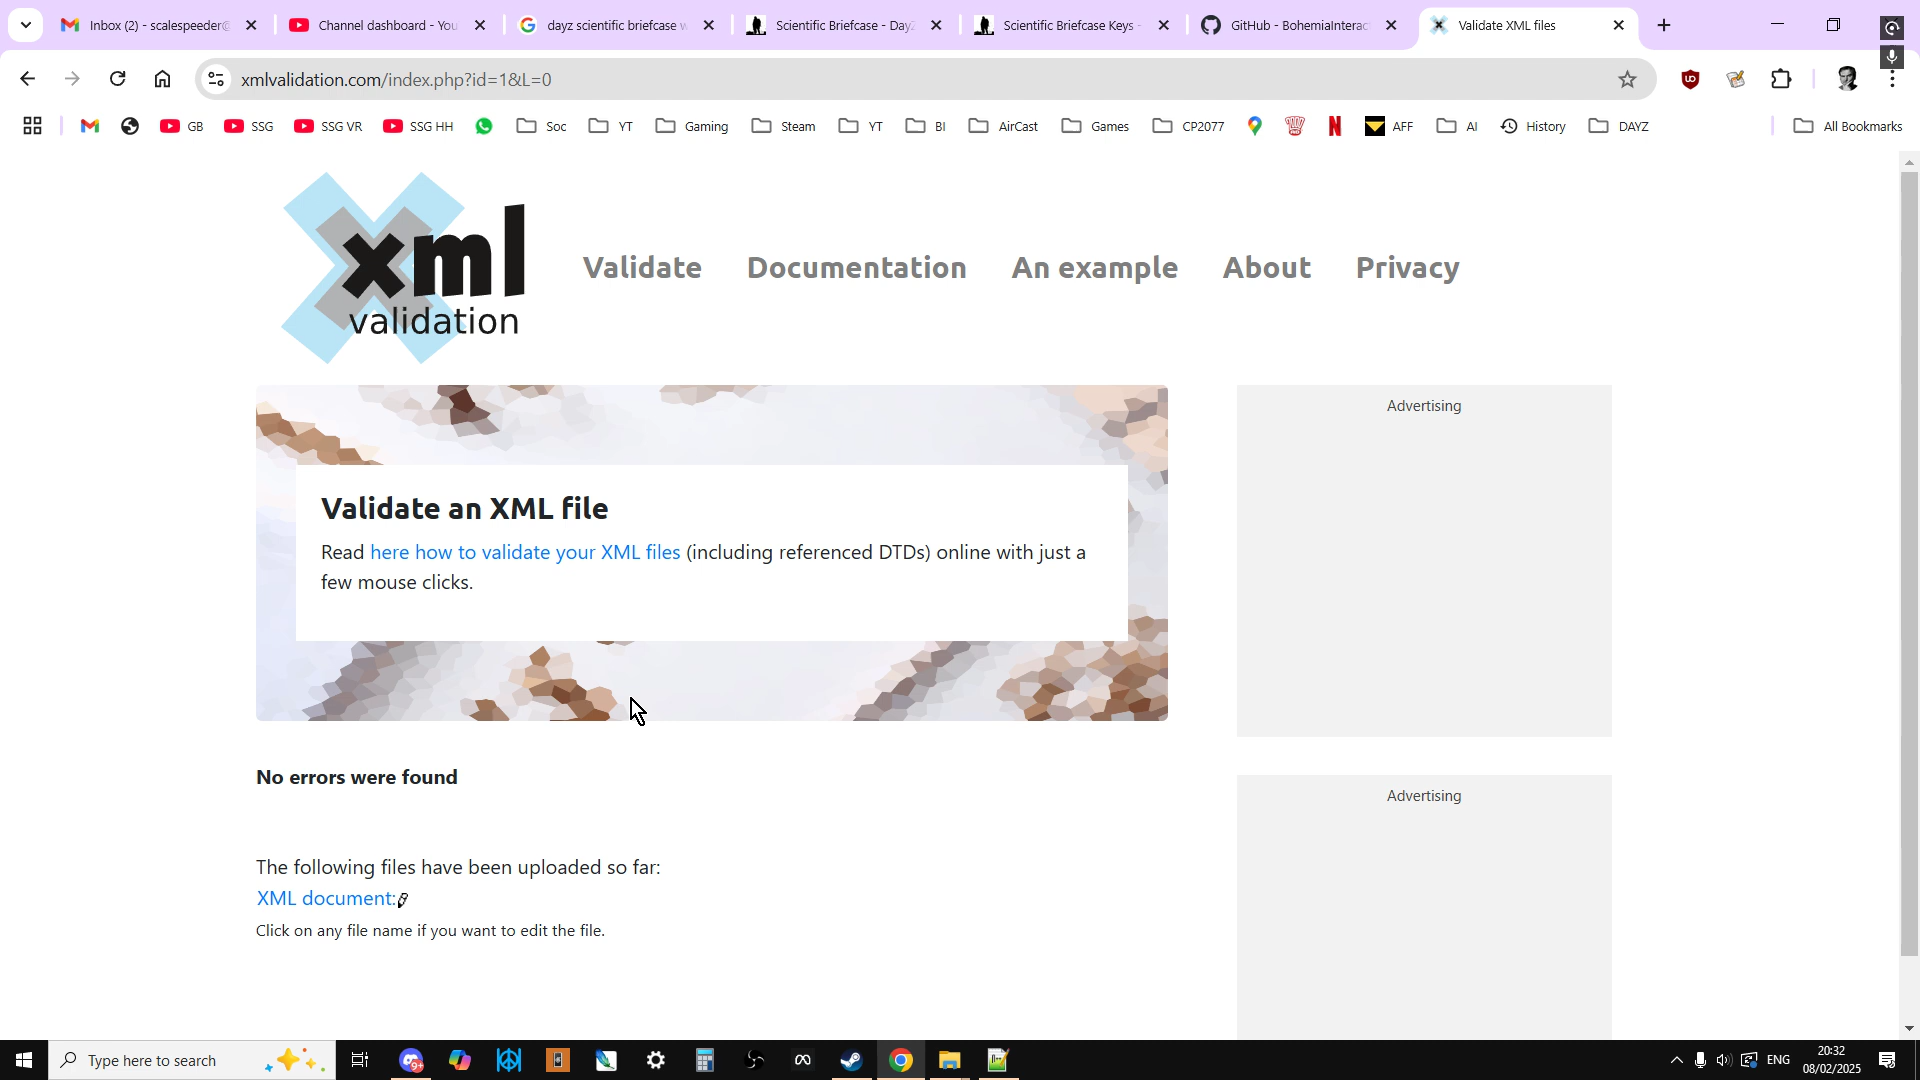 Inbox (2) - scalespeeder@
Channel dashboard - You
dayz scientific briefcase w
Scientific Briefcase - DayZ
Scientific Briefcase Keys -
GitHub - BohemiaInterac
Validate XML files
xmlvalidation.com/index.php?id=1&L=0
GB
SSG
SSG VR
SSG HH
Soc
YT
Gaming
Steam
YT
BI
AirCast
Games
CP2077
AFF
AI
History
DAYZ
All Bookmarks
xml
validation
Validate
Documentation
An example
About
Privacy
Advertising
Validate an XML file
Read here how to validate your XML files (including referenced DTDs) online with just a
few mouse clicks.
No errors were found
Advertising
The following files have been uploaded so far:
XML document:
Click on any file name if you want to edit the file.
Type here to search
9+
ENG
20:32
08/02/2025